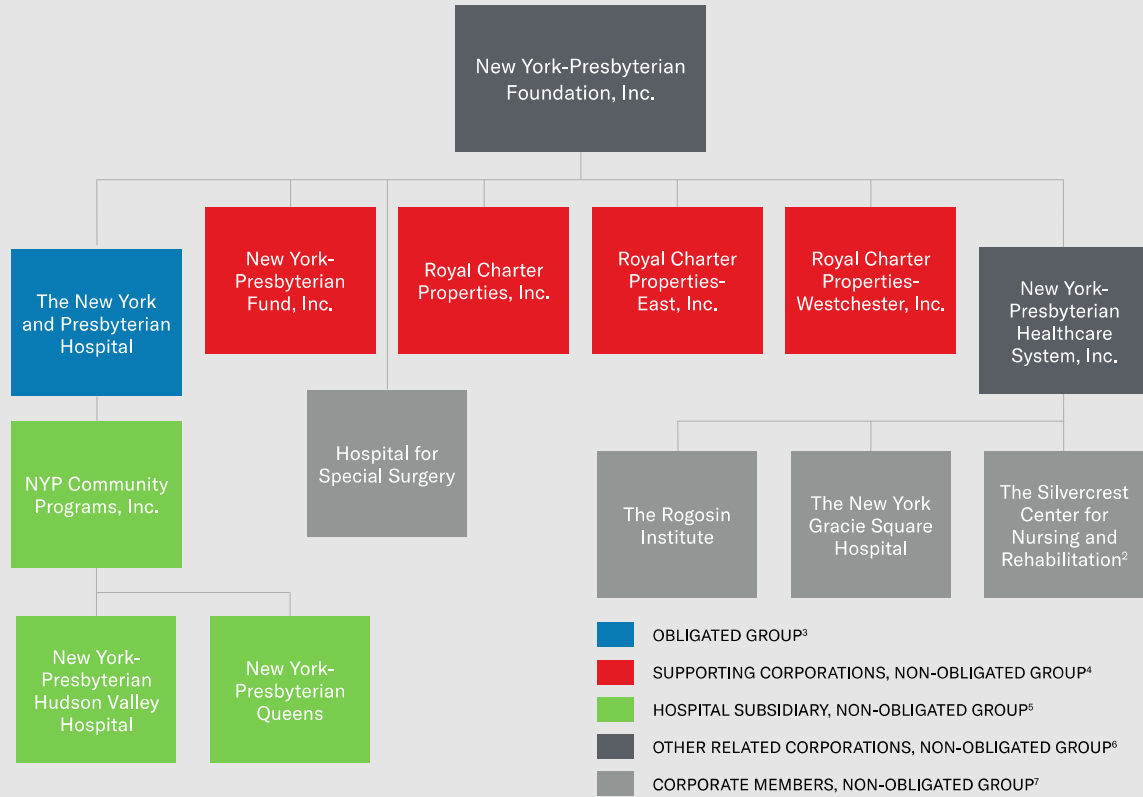 New York-Presbyterian
Foundation, Inc.
The New York
and Presbyterian
Hospital
New York-
Presbyterian
Fund, Inc.
Royal Charter
Properties, Inc.
Royal Charter
Properties-
East, Inc.
Royal Charter
Properties-
Westchester, Inc.
New York-
Presbyterian
Healthcare
System, Inc.
NYP Community
Programs, Inc.
Hospital for
Special Surgery
The Rogosin
Institute
The New York
Gracie Square
Hospital
The Silvercrest
Center for
Nursing and
Rehabilitation²
New York-
Presbyterian
Hudson Valley
Hospital
New York-
Presbyterian
Queens
OBLIGATED GROUP³
SUPPORTING CORPORATIONS, NON-OBLIGATED GROUP⁴
HOSPITAL SUBSIDIARY, NON-OBLIGATED GROUP⁵
OTHER RELATED CORPORATIONS, NON-OBLIGATED GROUP⁶
CORPORATE MEMBERS, NON-OBLIGATED GROUP⁷